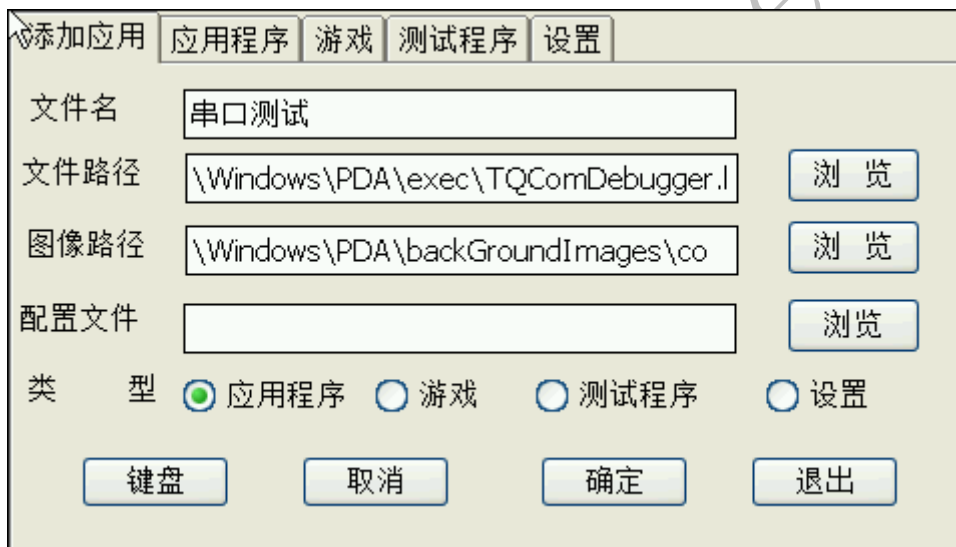 添加应用 应用程序 游戏 测试程序 设置
文件名 串口测试
文件路径 \Windows\PDA\exec\TQComDebugger.l 浏 览
图像路径 \Windows\PDA\backGroundImages\co 浏 览
配置文件 浏览
类 型 应用程序 游戏 测试程序 设置
键盘 取消 确定 退出